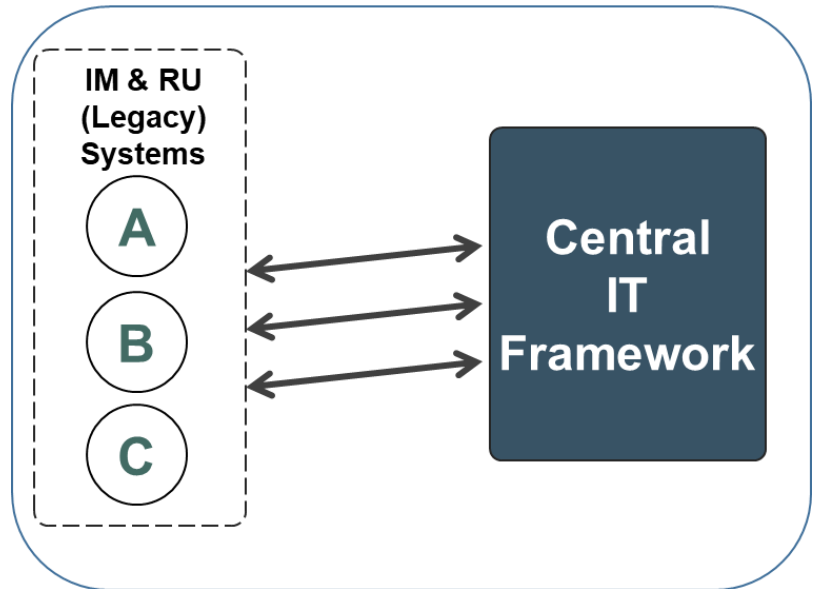 IM & RU
(Legacy)
Systems
A
B
C
Central
IT
Framework